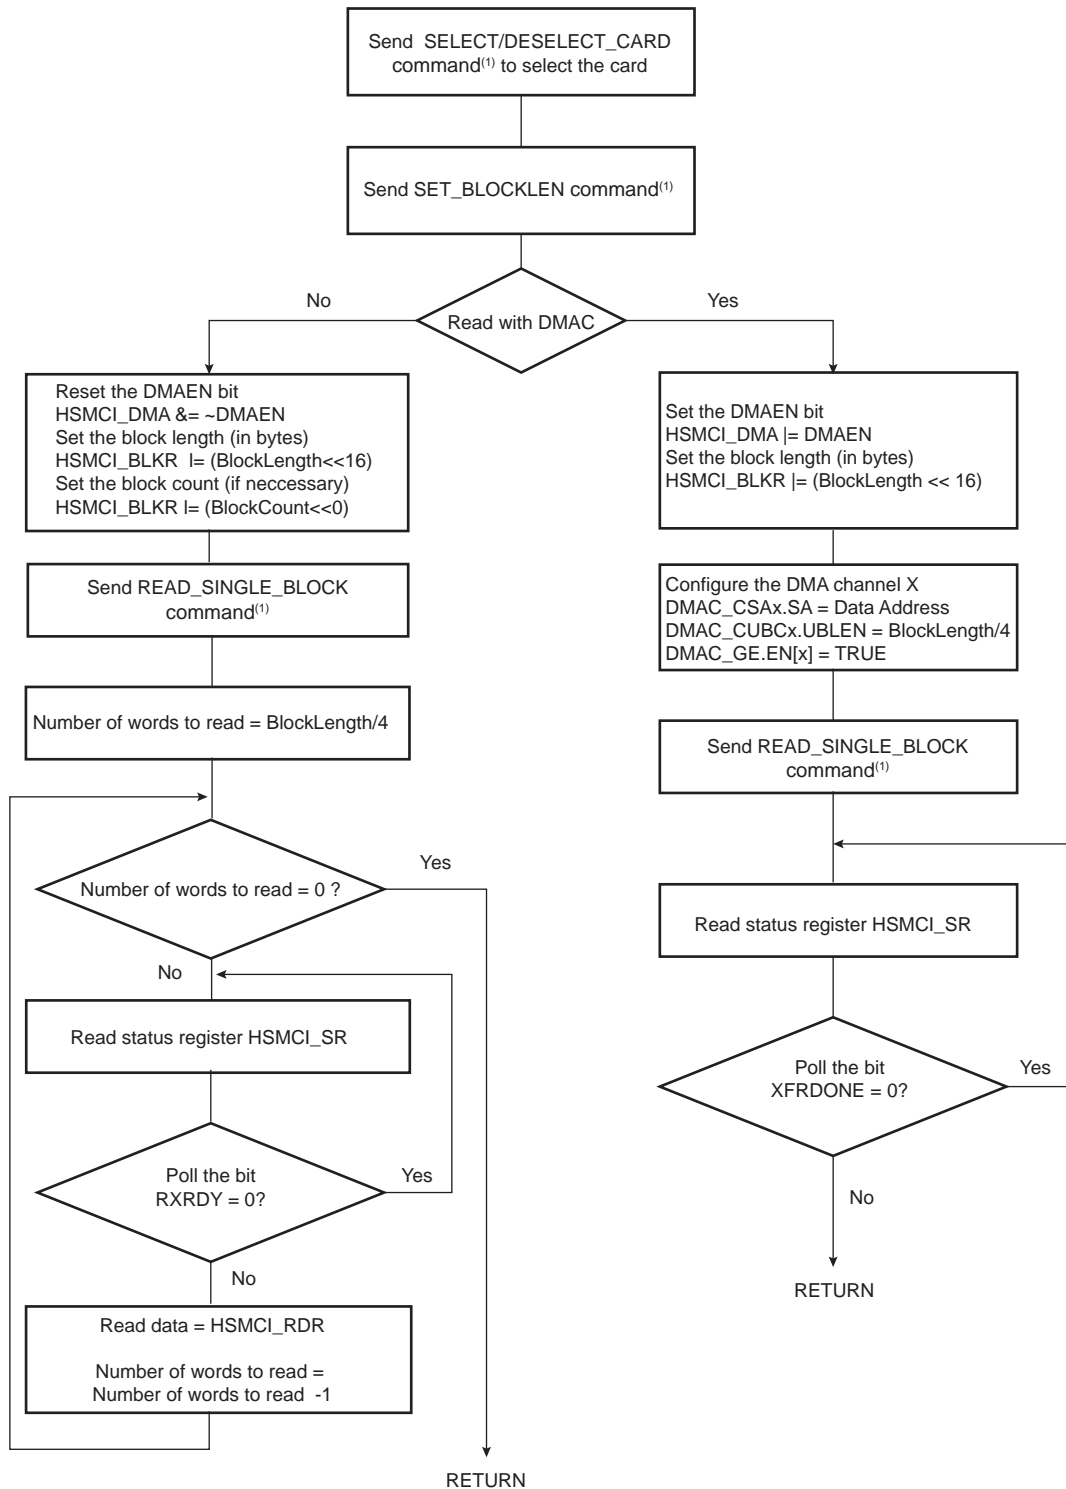 Send  SELECT/DESELECT_CARD
command(1) to select the card
Send SET_BLOCKLEN command(1)
No
Yes
Read with DMAC
Reset the DMAEN bit
HSMCI_DMA &= ~DMAEN
Set the block length (in bytes)
HSMCI_BLKR  l= (BlockLength<<16)
Set the block count (if neccessary)
HSMCI_BLKR l= (BlockCount<<0)
Send READ_SINGLE_BLOCK
command(1)
Number of words to read = BlockLength/4
Number of words to read = 0 ?
Yes
No
Read status register HSMCI_SR
Poll the bit
RXRDY = 0?
Yes
No
Read data = HSMCI_RDR
Number of words to read =
Number of words to read  -1
RETURN
Set the DMAEN bit
HSMCI_DMA |= DMAEN
Set the block length (in bytes)
HSMCI_BLKR |= (BlockLength << 16)
Configure the DMA channel X
DMAC_CSAx.SA = Data Address
DMAC_CUBCx.UBLEN = BlockLength/4
DMAC_GE.EN[x] = TRUE
Send READ_SINGLE_BLOCK
command(1)
Read status register HSMCI_SR
Poll the bit
XFRDONE = 0?
Yes
No
RETURN